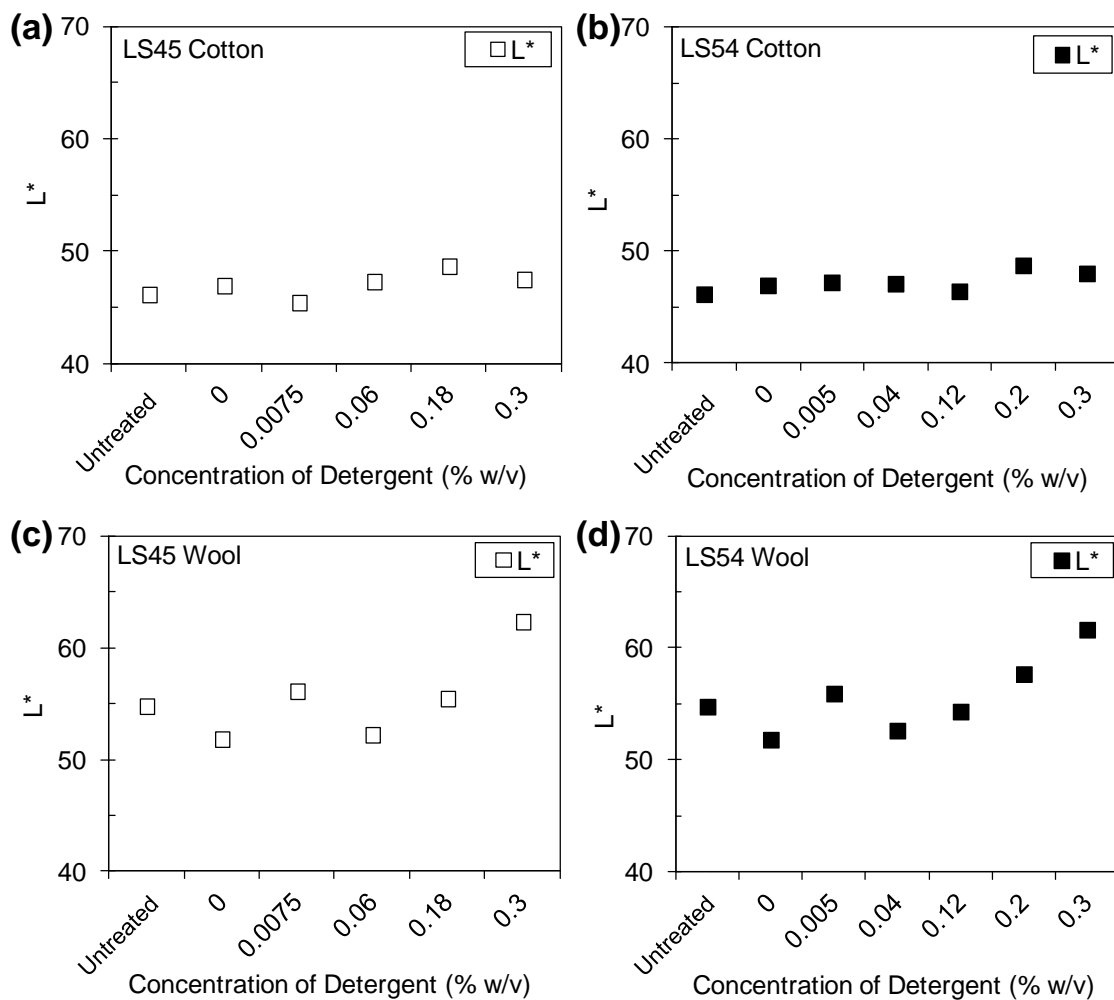 (a)
LS45 Cotton
L*
70
60
50
40
L*
Untreated
0
0.0075
0.06
0.18
0.3
Concentration of Detergent (% w/v)
(b)
LS54 Cotton
L*
70
60
50
40
L*
Untreated
0
0.005
0.04
0.12
0.2
0.3
Concentration of Detergent (% w/v)
(c)
LS45 Wool
L*
70
60
50
40
L*
Untreated
0
0.0075
0.06
0.18
0.3
Concentration of Detergent (% w/v)
(d)
LS54 Wool
L*
70
60
50
40
L*
Untreated
0
0.005
0.04
0.12
0.2
0.3
Concentration of Detergent (% w/v)